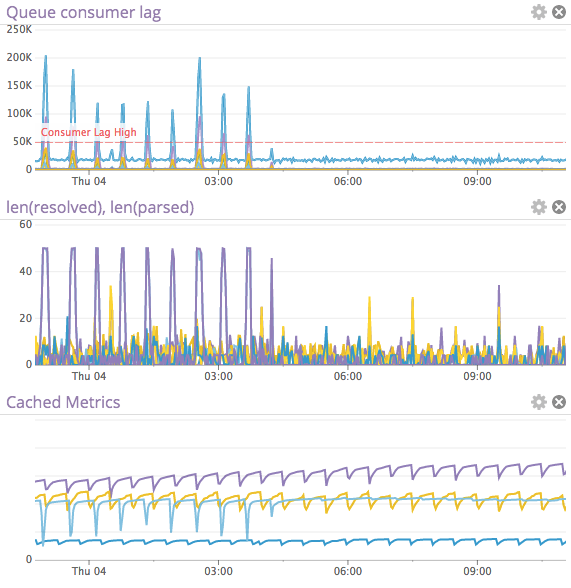 Queue consumer lag
250K
200K
150K
100K
Consumer Lag High
50K
0
Thu 04 03:00 06:00 09:00
len(resolved), len(parsed)
60
40
20
0
Thu 04 03:00 06:00 09:00
Cached Metrics
0
Thu 04 03:00 06:00 09:00